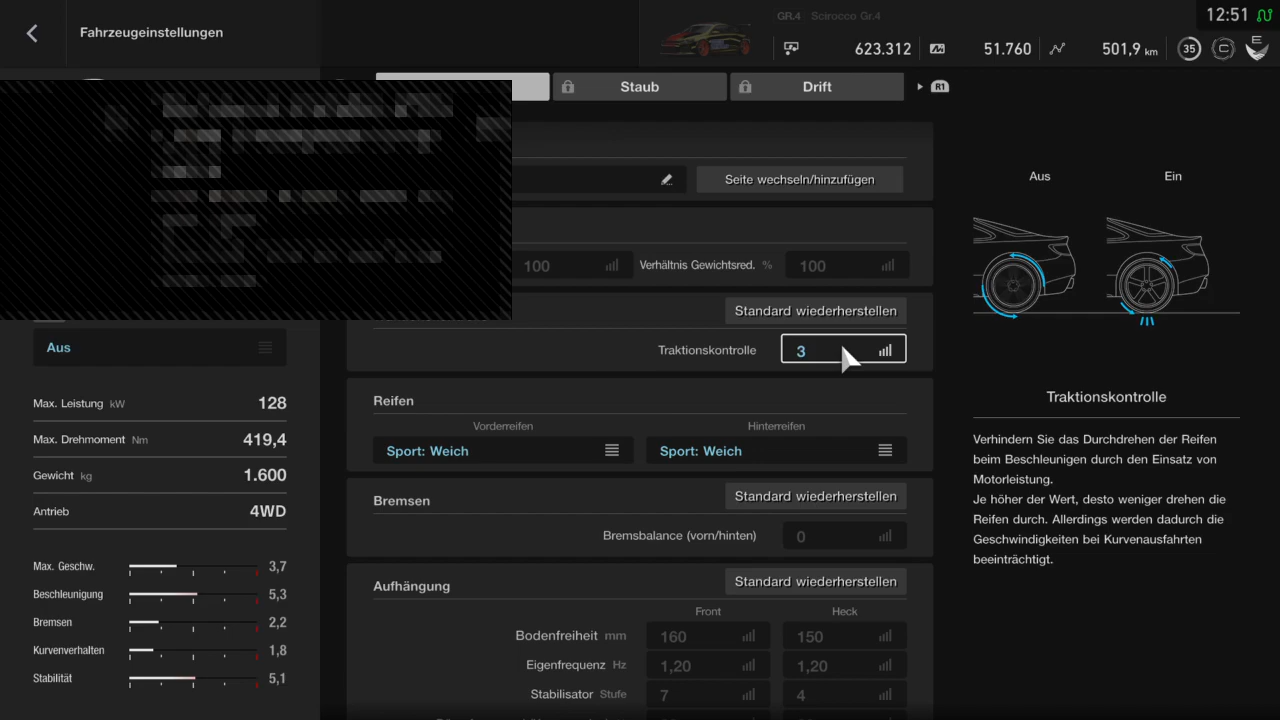 12:51
Fahrzeugeinstellungen
GR.4 Scirocco Gr.4
623.312
51.760
501,9 km
35
C
E
Staub
Drift
R1
Seite wechseln/hinzufügen
100
Verhältnis Gewichtsred. %
100
Standard wiederherstellen
Traktionskontrolle
3
Reifen
Vorderreifen
Hinterreifen
Sport: Weich
Sport: Weich
Bremsen
Standard wiederherstellen
Bremsbalance (vorn/hinten)
0
Aufhängung
Standard wiederherstellen
Front
Heck
Bodenfreiheit mm
160
150
Eigenfrequenz Hz
1,20
1,20
Stabilisator Stufe
7
4
Aus
Max. Leistung kW
128
Max. Drehmoment Nm
419,4
Gewicht kg
1.600
Antrieb
4WD
Max. Geschw.
3,7
Beschleunigung
5,3
Bremsen
2,2
Kurvenverhalten
1,8
Stabilität
5,1
Aus
Ein
Traktionskontrolle
Verhindern Sie das Durchdrehen der Reifen
beim Beschleunigen durch den Einsatz von
Motorleistung.
Je höher der Wert, desto weniger drehen die
Reifen durch. Allerdings werden dadurch die
Geschwindigkeiten bei Kurvenausfahrten
beeinträchtigt.